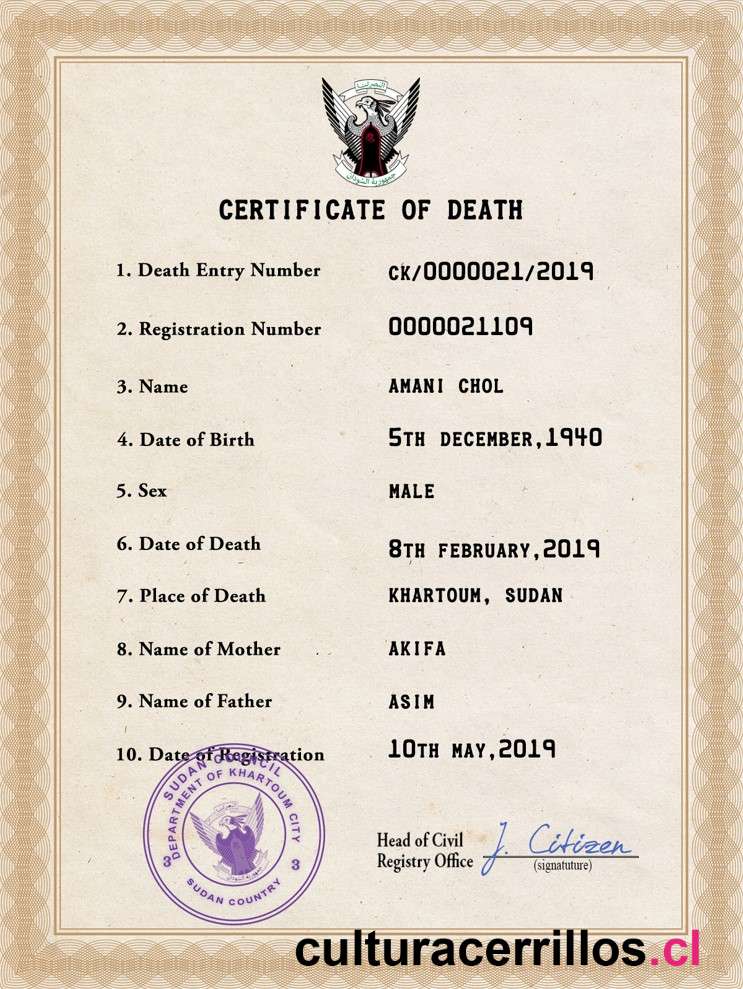 النصر لنا
جمهورية السودان
CERTIFICATE OF DEATH
1. Death Entry Number CK/0000021/2019
2. Registration Number 0000021109
3. Name AMANI CHOL
4. Date of Birth 5TH DECEMBER,1940
5. Sex MALE
6. Date of Death 8TH FEBRUARY,2019
7. Place of Death KHARTOUM, SUDAN
8. Name of Mother AKIFA
9. Name of Father ASIM
10. Date of Registration 10TH MAY,2019
SUDAN COUNCIL
DEPARTMENT OF KHARTOUM CITY
3 3
SUDAN COUNTRY
Head of Civil
Registry Office J. Citizen
(signatuture)
culturacerrillos.cl